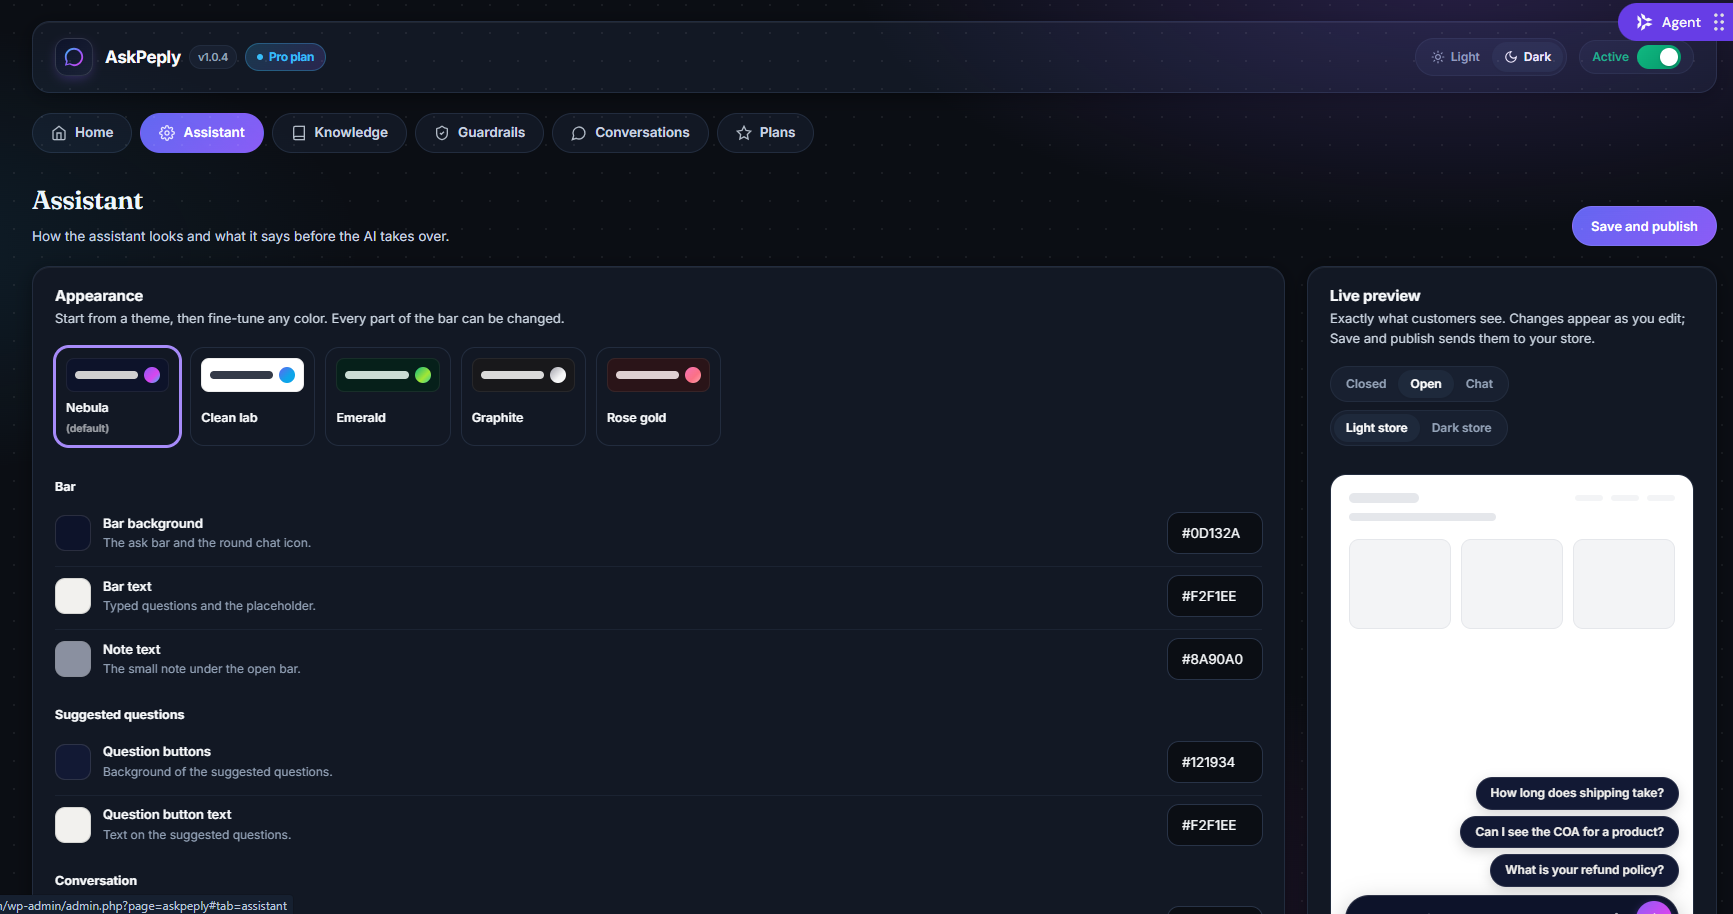 Agent
AskPeply v1.0.4 Pro plan Light Dark Active
Home Assistant Knowledge Guardrails Conversations Plans
Assistant
How the assistant looks and what it says before the AI takes over.
Save and publish
Appearance
Start from a theme, then fine-tune any color. Every part of the bar can be changed.
Nebula
(default)
Clean lab
Emerald
Graphite
Rose gold
Bar
Bar background
The ask bar and the round chat icon.
#0D132A
Bar text
Typed questions and the placeholder.
#F2F1EE
Note text
The small note under the open bar.
#8A90A0
Suggested questions
Question buttons
Background of the suggested questions.
#121934
Question button text
Text on the suggested questions.
#F2F1EE
Conversation
Live preview
Exactly what customers see. Changes appear as you edit;
Save and publish sends them to your store.
Closed Open Chat
Light store Dark store
How long does shipping take?
Can I see the COA for a product?
What is your refund policy?
/wp-admin/admin.php?page=askpeply#tab=assistant